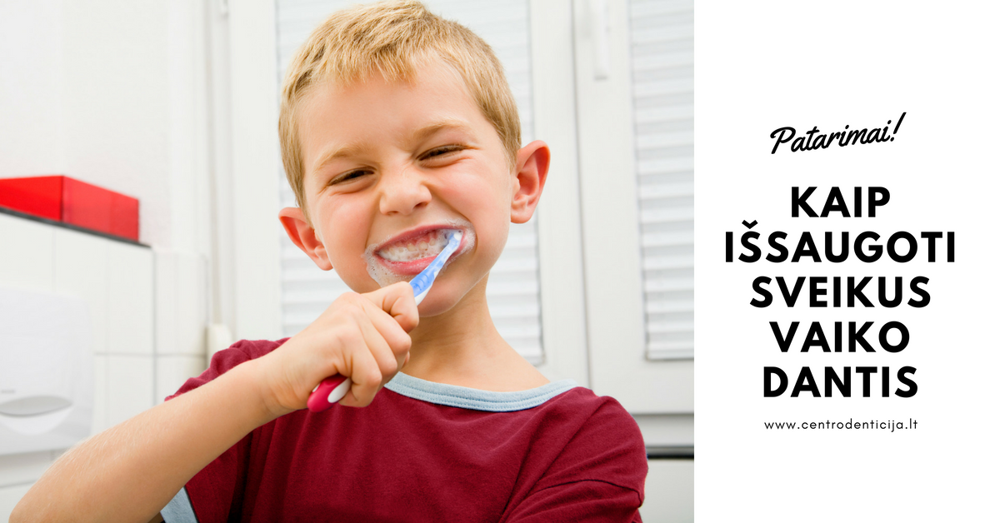 Patarimai!
KAIP
IŠSAUGOTI
SVEIKUS
VAIKO
DANTIS
www.centrodenticija.lt